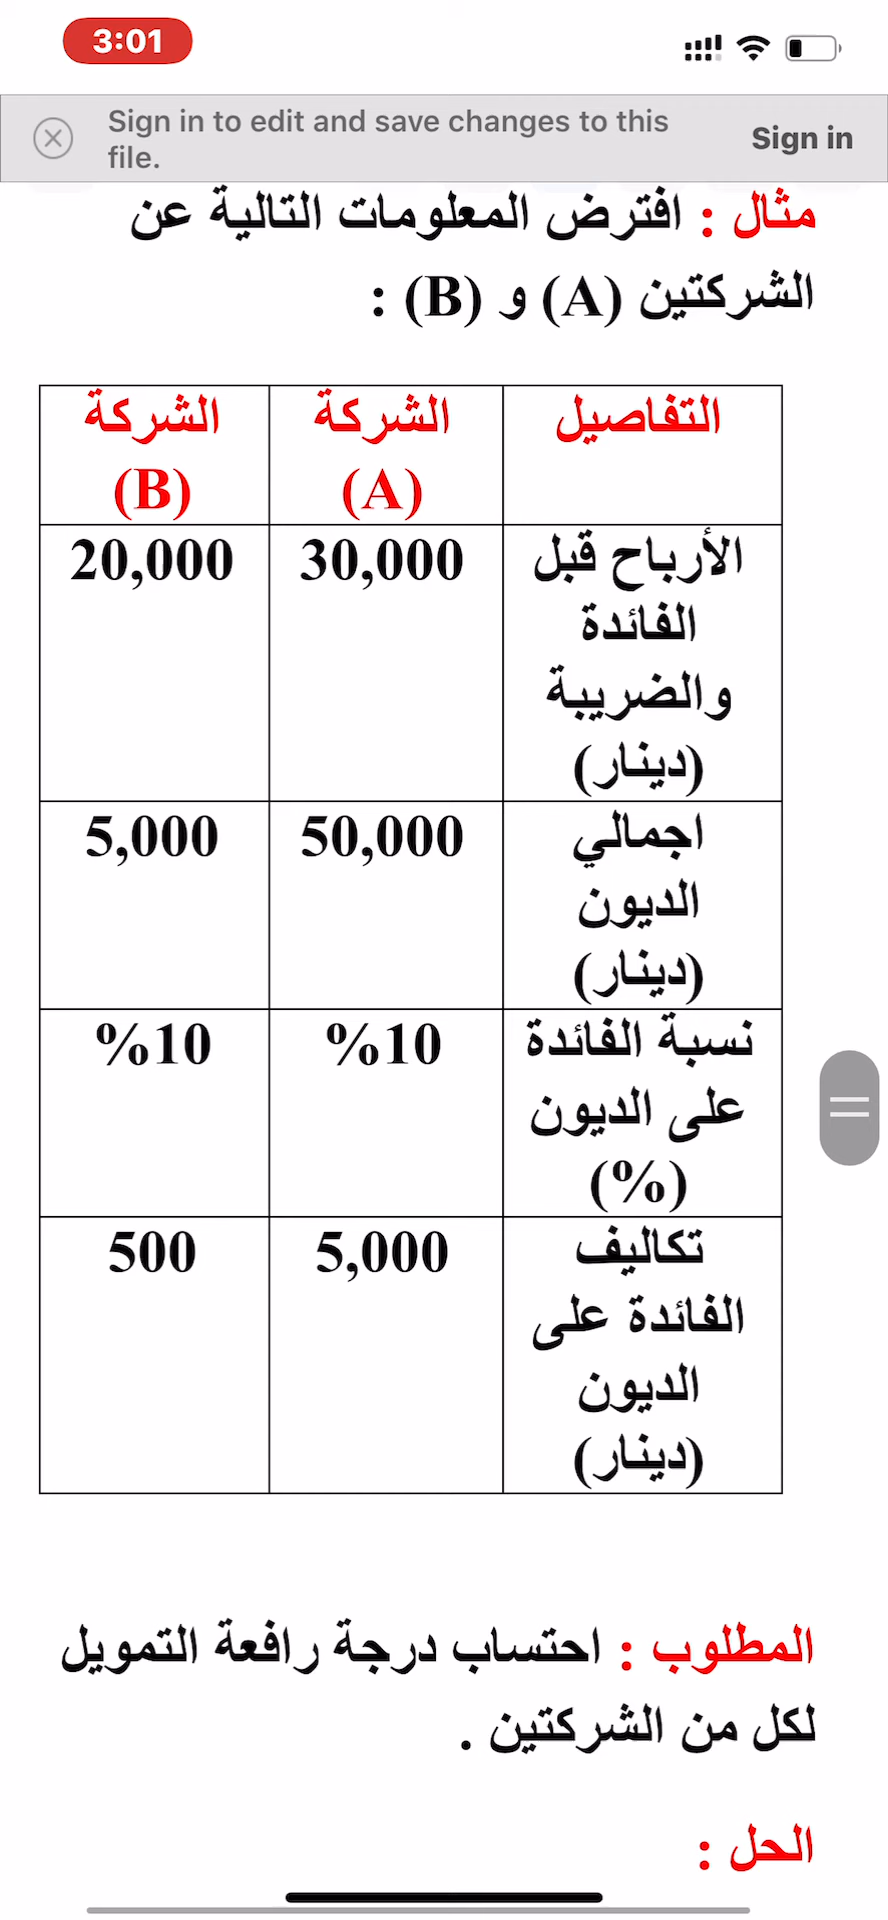 3:01
Sign in to edit and save changes to this
file.
Sign in
مثال : افترض المعلومات التالية عن
الشركتين (A) و (B) :
التفاصيل
الشركة
(A)
الشركة
(B)
الأرباح قبل
الفائدة
والضريبة
(دينار)
30,000
20,000
اجمالي
الديون
(دينار)
50,000
5,000
نسبة الفائدة
على الديون
(%)
%10
%10
تكاليف
الفائدة على
الديون
(دينار)
5,000
500
المطلوب : احتساب درجة رافعة التمويل
لكل من الشركتين .
الحل :